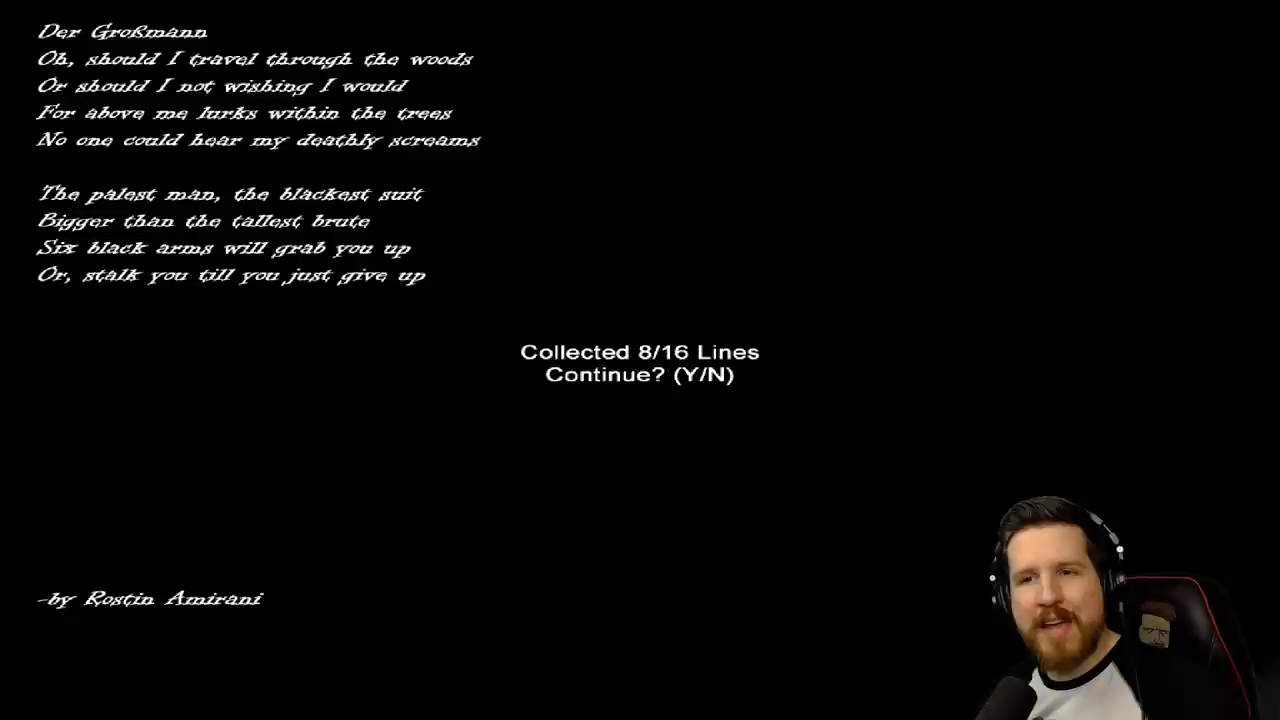 Der Großmann
Oh, should I travel through the woods
Or should I not wishing I would
For above me lurks within the trees
No one could hear my deathly screams
The palest man, the blackest suit
Bigger than the tallest brute
Six black arms will grab you up
Or, stalk you till you just give up
Collected 8/16 Lines
Continue? (Y/N)
-by Rostin Amirani